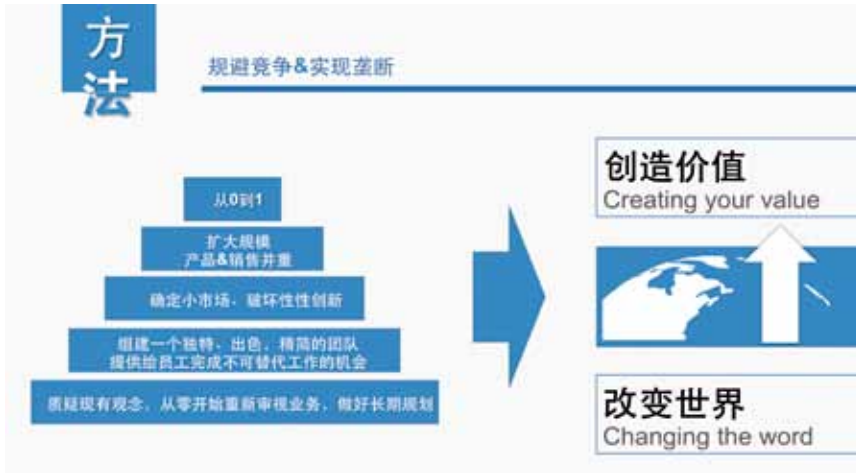 方
法
规避竞争&实现垄断
从0到1
扩大规模
产品&销售并重
确定小市场、破坏性性创新
组建一个独特、出色、精简的团队
提供给员工完成不可替代工作的机会
质疑现有观念、从零开始重新审视业务、做好长期规划
创造价值
Creating your value
改变世界
Changing the word